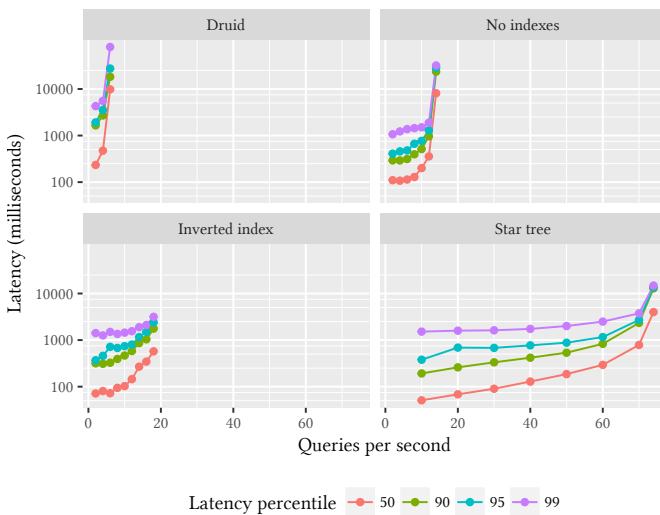 Druid
No indexes
10000
1000
100
Inverted index
Star tree
10000
1000
100
0 20 40 60 0 20 40 60
Latency (milliseconds)
Queries per second
Latency percentile 50 90 95 99